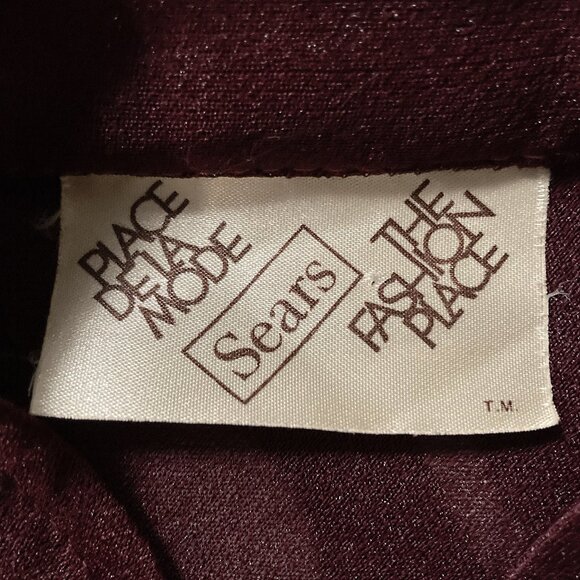 PLACE
DE LA
MODE
Sears
THE
FASHION
PLACE
T.M.